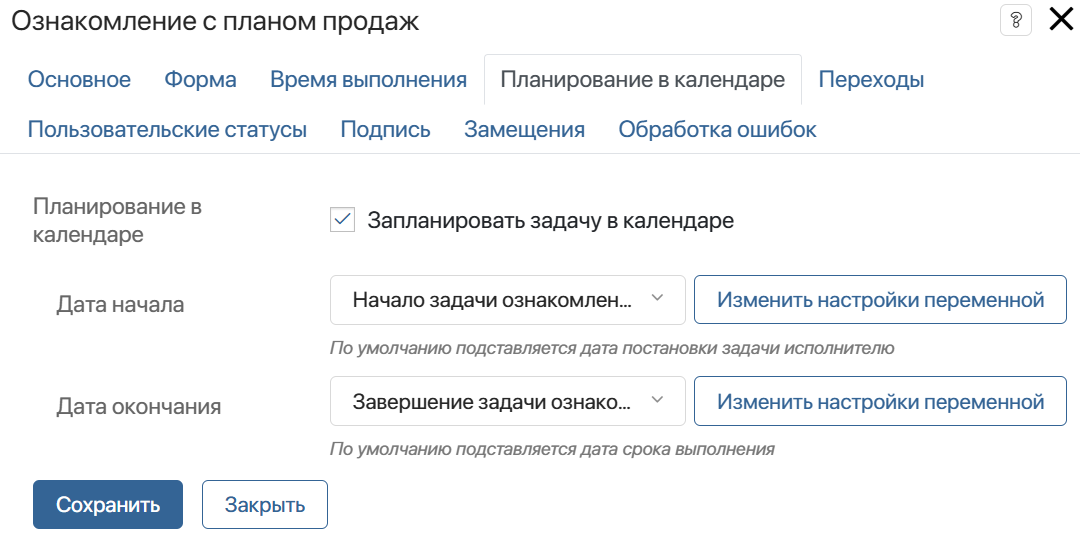 Ознакомление с планом продаж
?
Основное Форма Время выполнения Планирование в календаре Переходы
Пользовательские статусы Подпись Замещения Обработка ошибок
Планирование в
календаре
Запланировать задачу в календаре
Дата начала
Начало задачи ознакомлен...
Изменить настройки переменной
По умолчанию подставляется дата постановки задачи исполнителю
Дата окончания
Завершение задачи ознако...
Изменить настройки переменной
По умолчанию подставляется дата срока выполнения
Сохранить
Закрыть